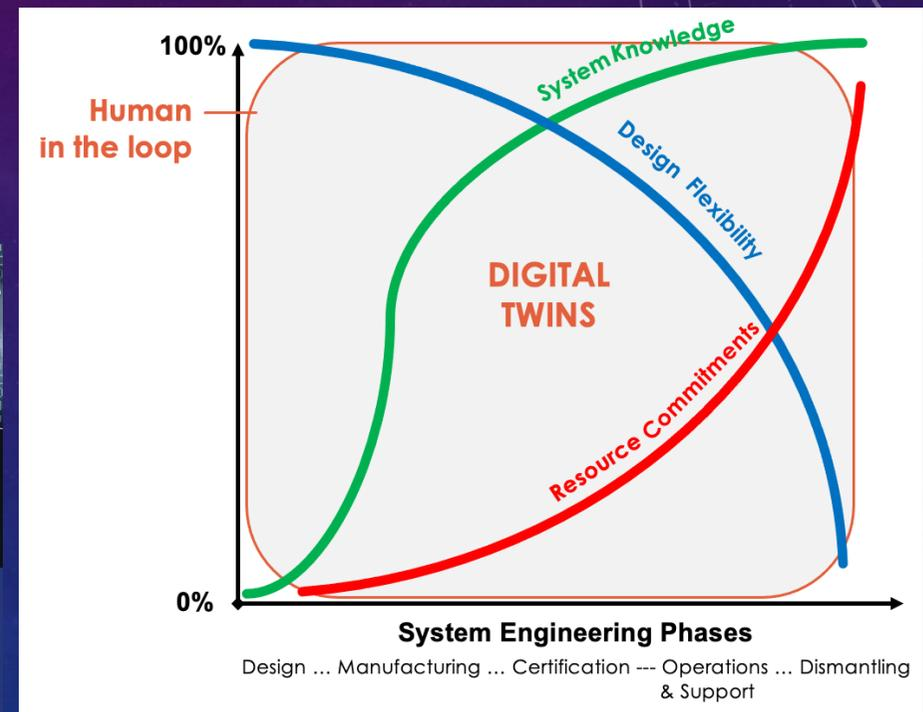 100%
System Knowledge
Human
in the loop
Design Flexibility
DIGITAL
TWINS
Resource Commitments
0%
System Engineering Phases
Design ... Manufacturing ... Certification --- Operations ... Dismantling
& Support